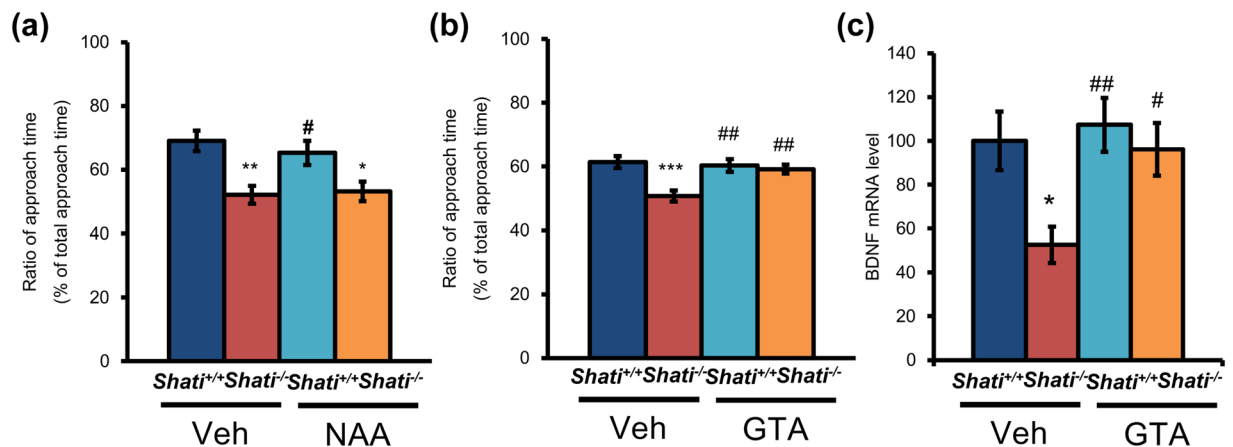 (a)
Ratio of approach time
(% of total approach time)
100
80
60
40
20
0
**
#
*
Shati+/+ Shati-/- Shati+/+ Shati-/-
Veh NAA
(b)
Ratio of approach time
(% of total approach time)
100
80
60
40
20
0
***
##
##
Shati+/+ Shati-/- Shati+/+ Shati-/-
Veh GTA
(c)
BDNF mRNA level
140
120
100
80
60
40
20
0
*
##
#
Shati+/+ Shati-/- Shati+/+ Shati-/-
Veh GTA